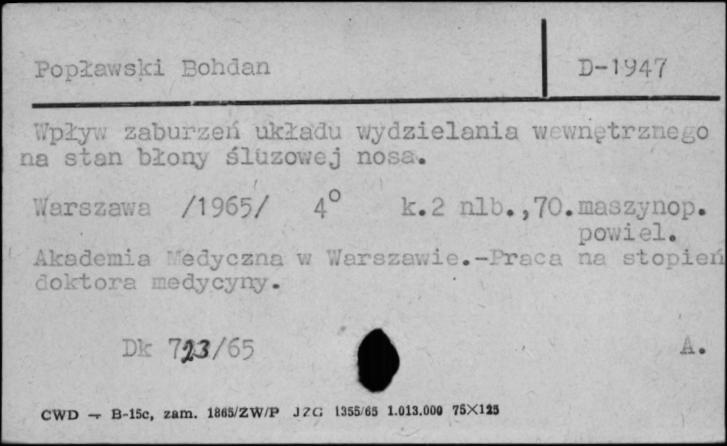 Popławski Bohdan
D-1947
Wpływ zaburzeń układu wydzielania wewnętrznego
na stan błony śluzowej nosa.
Warszawa /1965/ 4° k.2 nlb.,70.maszynop.
powiel.
Akademia Medyczna w Warszawie.-Praca na stopień
doktora medycyny.
Dk 723/65 A.
CWD — B-15c, zam. 1865/ZW/P JZG 1355/65 1.013.000 75X125